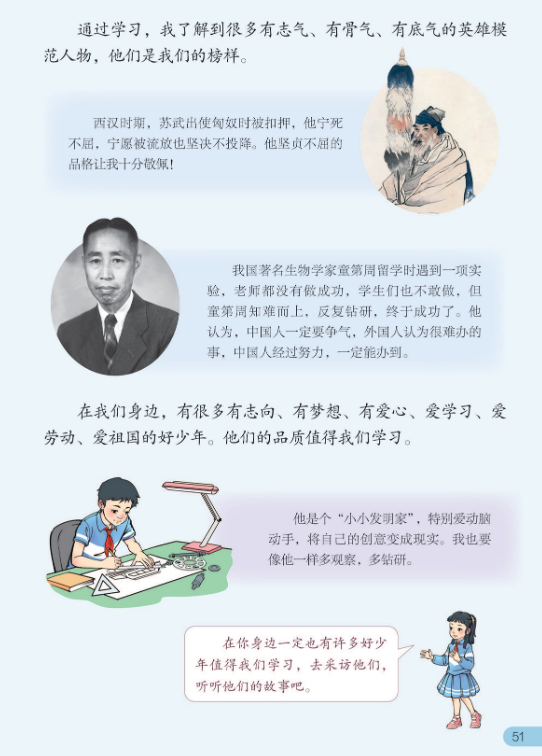 通过学习，我了解到很多有志气、有骨气、有底气的英雄模
范人物，他们是我们的榜样。
西汉时期，苏武出使匈奴时被扣押，他宁死
不屈，宁愿被流放也坚决不投降。他坚贞不屈的
品格让我十分敬佩！
我国著名生物学家童第周留学时遇到一项实
验，老师都没有做成功，学生们也不敢做，但
童第周知难而上，反复钻研，终于成功了。他
认为，中国人一定要争气，外国人认为很难办的
事，中国人经过努力，一定能办到。
在我们身边，有很多有志向、有梦想、有爱心、爱学习、爱
劳动、爱祖国的好少年。他们的品质值得我们学习。
他是个“小小发明家”，特别爱动脑
动手，将自己的创意变成现实。我也要
像他一样多观察，多钻研。
在你身边一定也有许多好少
年值得我们学习，去采访他们，
听听他们的故事吧。
51